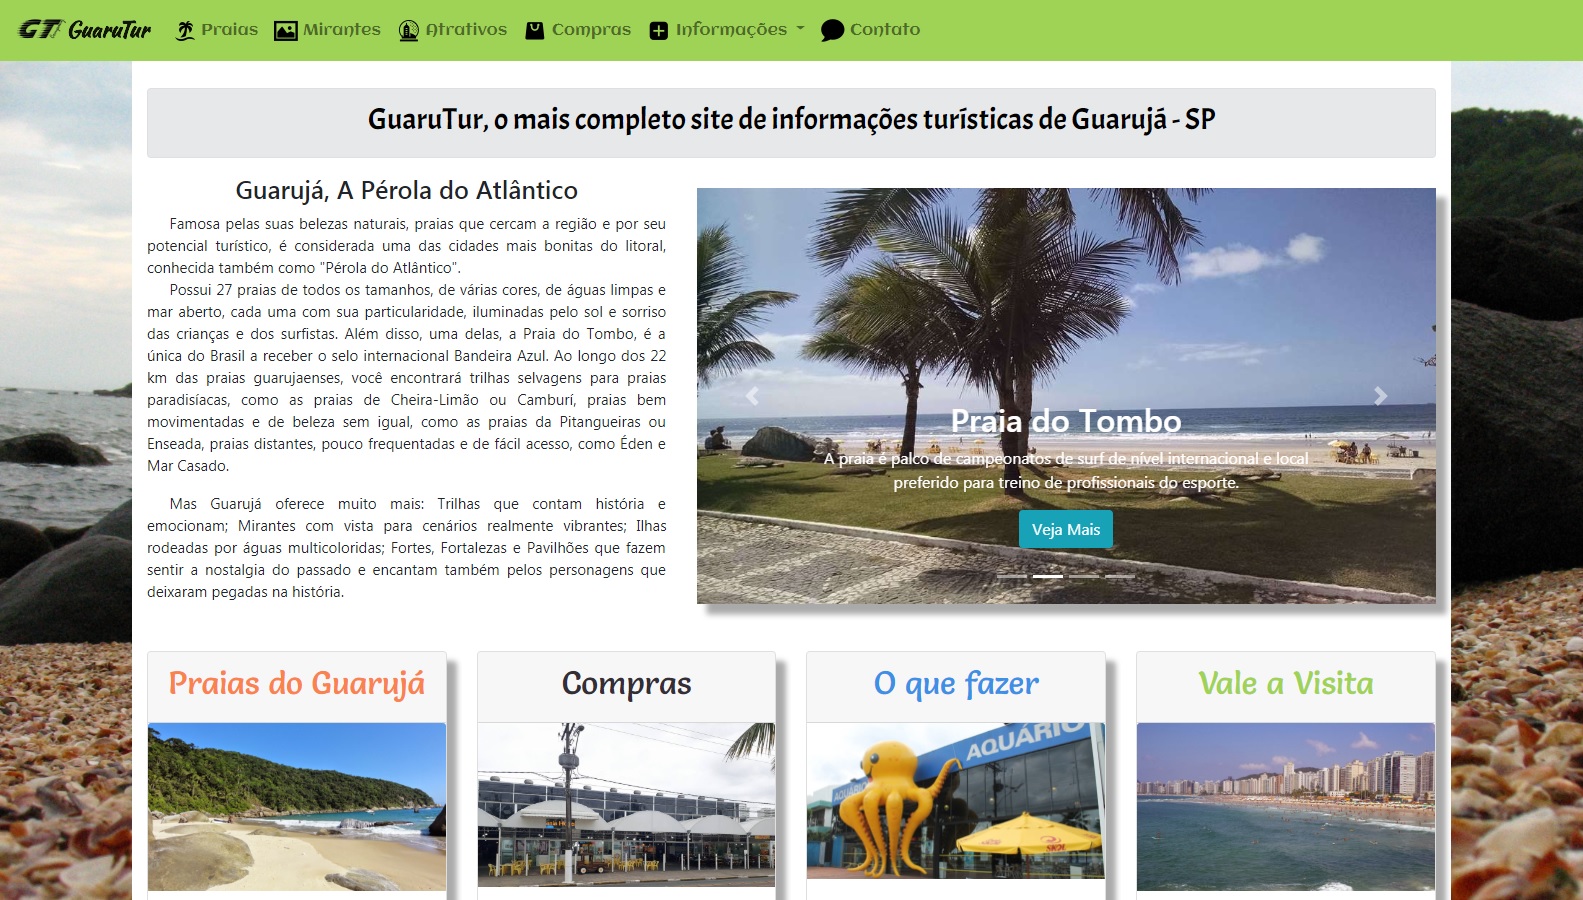 GT GuaruTur Praias Mirantes Atrativos Compras Informações Contato
GuaruTur, o mais completo site de informações turísticas de Guarujá - SP
Guarujá, A Pérola do Atlântico
Famosa pelas suas belezas naturais, praias que cercam a região e por seu
potencial turístico, é considerada uma das cidades mais bonitas do litoral,
conhecida também como "Pérola do Atlântico".
Possui 27 praias de todos os tamanhos, de várias cores, de águas limpas e
mar aberto, cada uma com sua particularidade, iluminadas pelo sol e sorriso
das crianças e dos surfistas. Além disso, uma delas, a Praia do Tombo, é a
única do Brasil a receber o selo internacional Bandeira Azul. Ao longo dos 22
km das praias guarujaenses, você encontrará trilhas selvagens para praias
paradisíacas, como as praias de Cheira-Limão ou Camburí, praias bem
movimentadas e de beleza sem igual, como as praias da Pitangueiras ou
Enseada, praias distantes, pouco frequentadas e de fácil acesso, como Éden e
Mar Casado.
Mas Guarujá oferece muito mais: Trilhas que contam história e
emocionam; Mirantes com vista para cenários realmente vibrantes; Ilhas
rodeadas por águas multicoloridas; Fortes, Fortalezas e Pavilhões que fazem
sentir a nostalgia do passado e encantam também pelos personagens que
deixaram pegadas na história.
Praia do Tombo
A praia é palco de campeonatos de surf de nível internacional e local
preferido para treino de profissionais do esporte.
Veja Mais
Praias do Guarujá
Compras
O que fazer
AQUÁRIO
AQUÁRIO
Vale a Visita